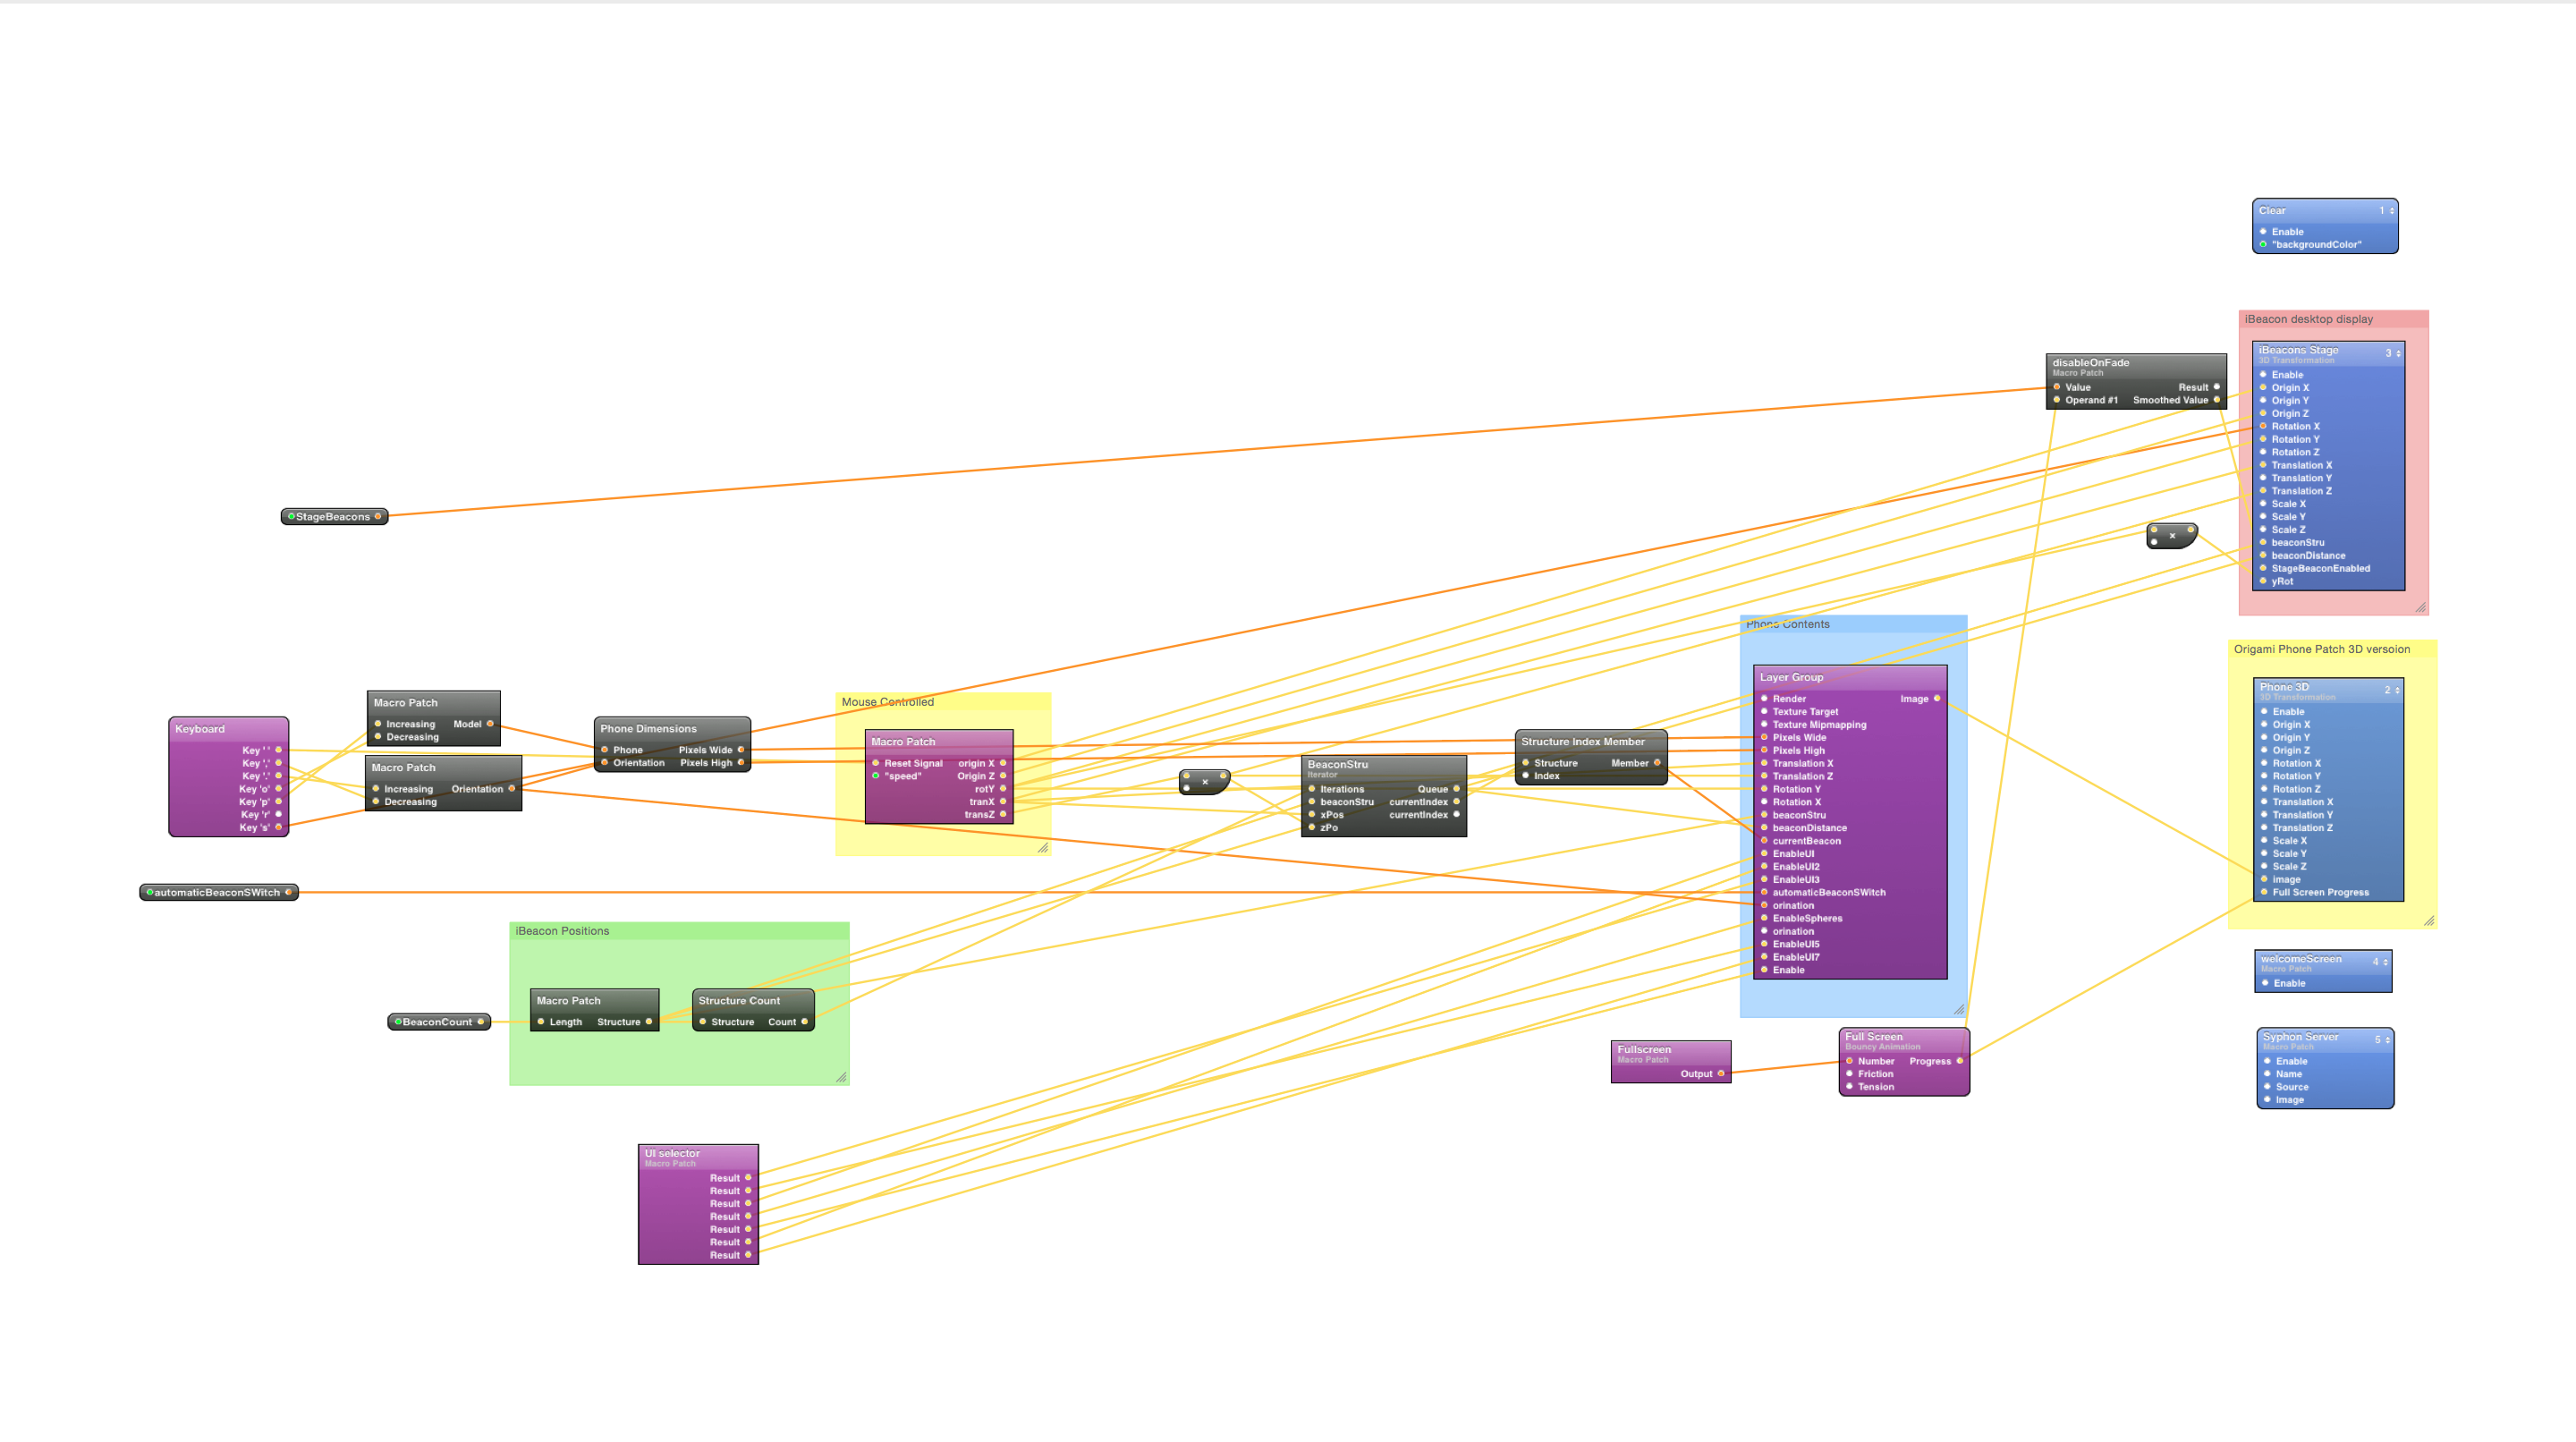 Clear 1
Enable
"backgroundColor"
iBeacon desktop display
iBeacons Stage 3
3D Transformation
Enable
Origin X
Origin Y
Origin Z
Rotation X
Rotation Y
Rotation Z
Translation X
Translation Y
Translation Z
Scale X
Scale Y
Scale Z
beaconStru
beaconDistance
StageBeaconEnabled
yRot
disableOnFade
Macro Patch
Value Result
Operand #1 Smoothed Value
StageBeacons
×
Keyboard
Key ' '
Key ','
Key '.'
Key 'o'
Key 'p'
Key 'r'
Key 's'
Macro Patch
Increasing Model
Decreasing
Macro Patch
Increasing Orientation
Decreasing
Phone Dimensions
Phone Pixels Wide
Orientation Pixels High
Mouse Controlled
Macro Patch
Reset Signal origin X
"speed" Origin Z
rotY
tranX
transZ
×
BeaconStru
Iterator
Iterations Queue
beaconStru currentIndex
xPos currentIndex
zPo
Structure Index Member
Structure Member
Index
Phone Contents
Layer Group
Render Image
Texture Target
Texture Mipmapping
Pixels Wide
Pixels High
Translation X
Translation Z
Rotation Y
Rotation X
beaconStru
beaconDistance
currentBeacon
EnableUI
EnableUI2
EnableUI3
automaticBeaconSWitch
orination
EnableSpheres
orination
EnableUI5
EnableUI7
Enable
Origami Phone Patch 3D versoion
Phone 3D 2
3D Transformation
Enable
Origin X
Origin Y
Origin Z
Rotation X
Rotation Y
Rotation Z
Translation X
Translation Y
Translation Z
Scale X
Scale Y
Scale Z
image
Full Screen Progress
automaticBeaconSWitch
iBeacon Positions
Macro Patch
Length Structure
Structure Count
Structure Count
BeaconCount
welcomeScreen 4
Macro Patch
Enable
Fullscreen
Macro Patch
Output
Full Screen
Bouncy Animation
Number Progress
Friction
Tension
Syphon Server 5
Macro Patch
Enable
Name
Source
Image
UI selector
Macro Patch
Result
Result
Result
Result
Result
Result
Result